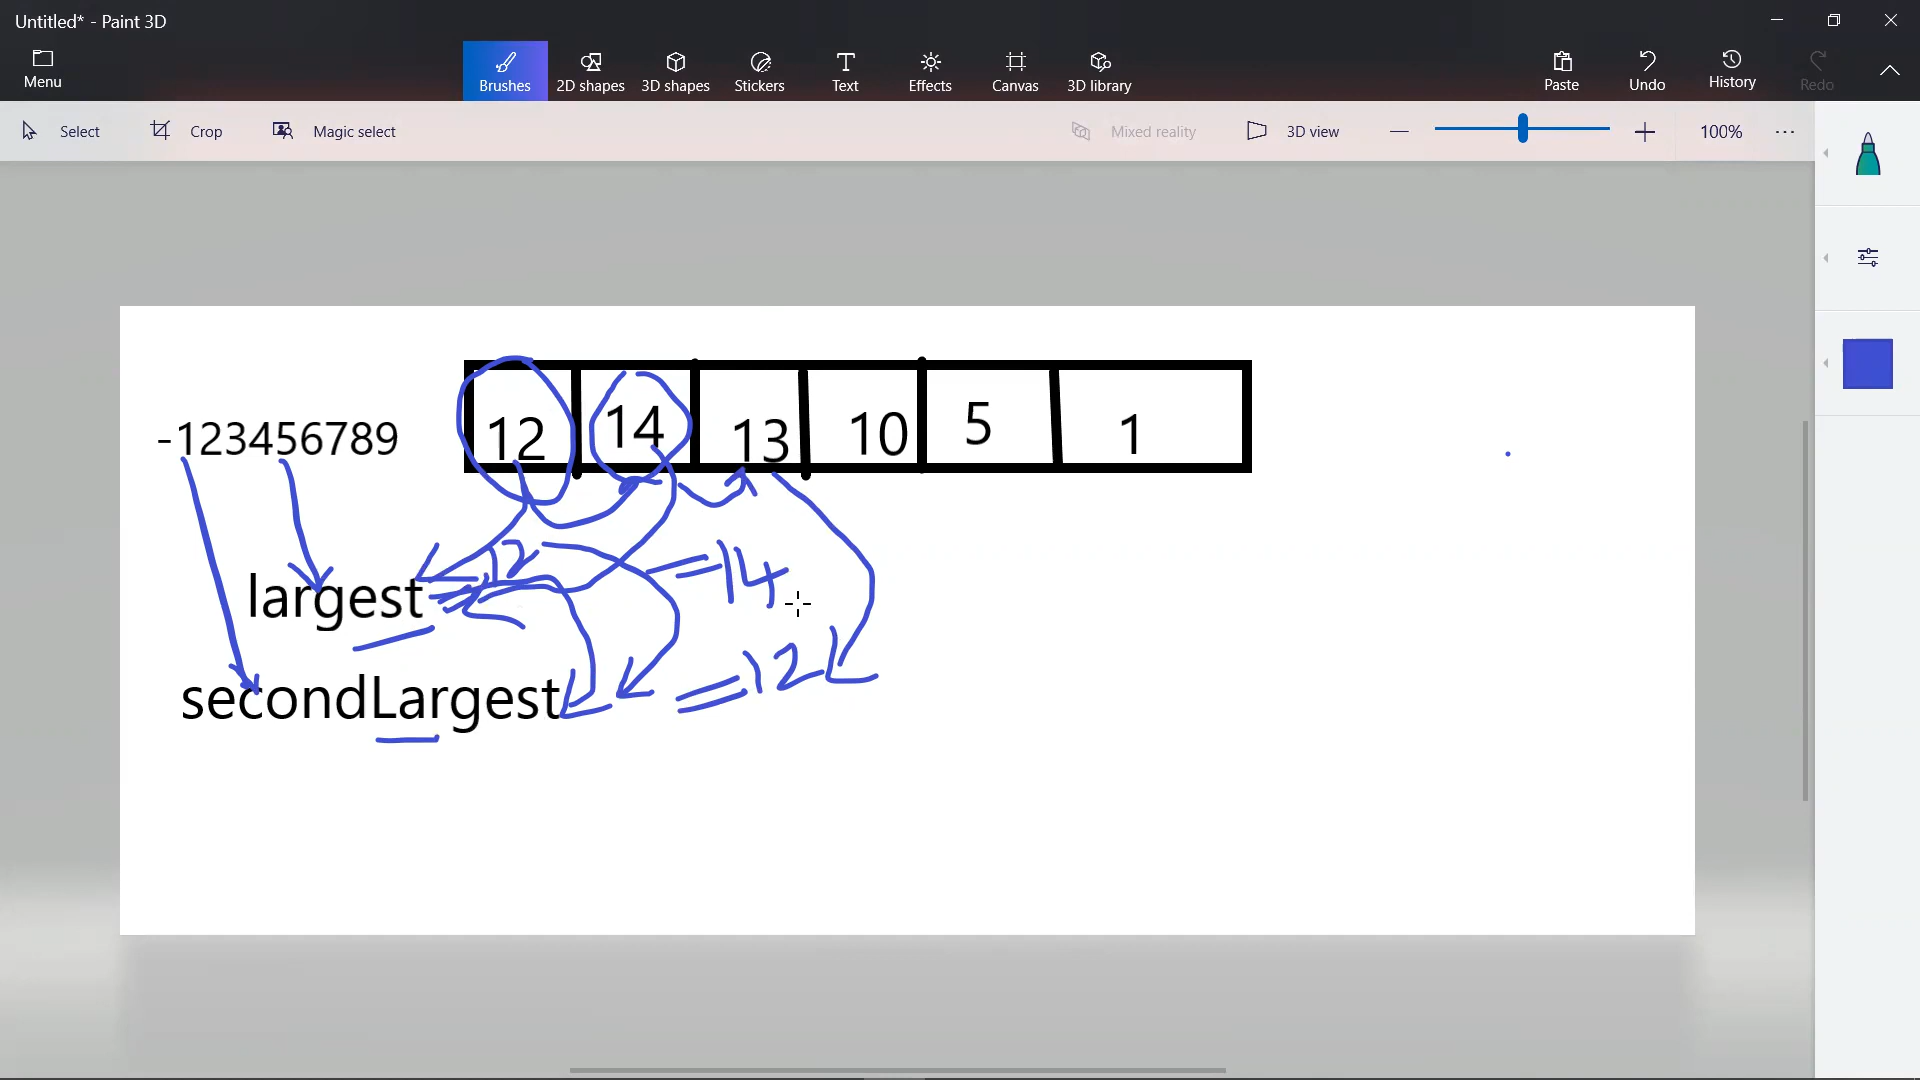 Untitled* - Paint 3D
Menu
Brushes
2D shapes
3D shapes
Stickers
Text
Effects
Canvas
3D library
Paste
Undo
History
Redo
Select
Crop
Magic select
Mixed reality
3D view
100%
-123456789
12 14 13 10 5 1
12
=14
largest
=12
secondLargest